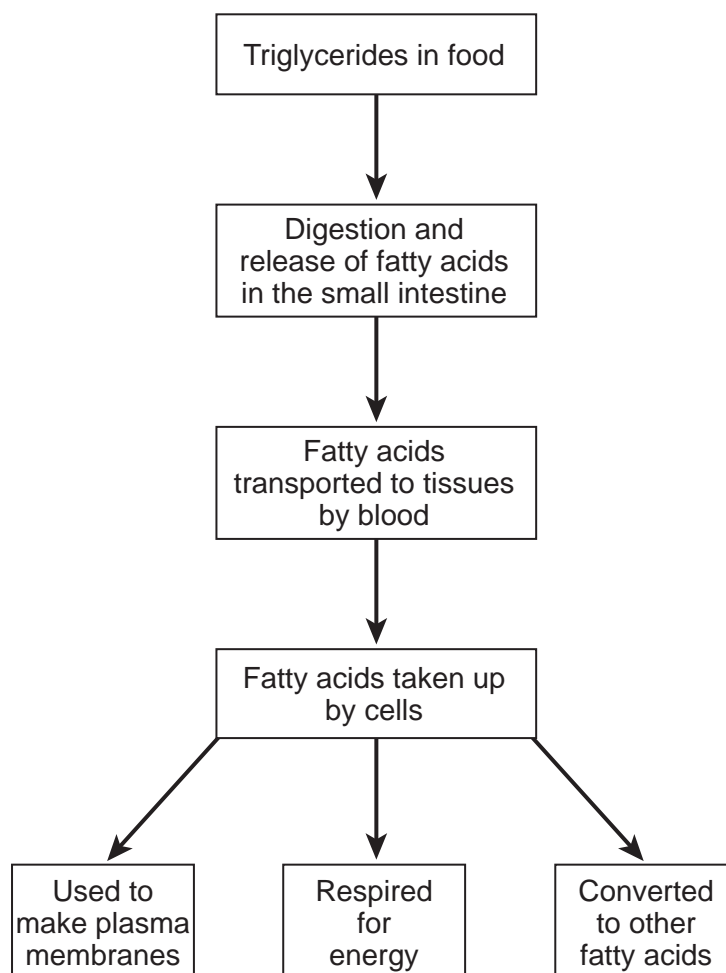 Triglycerides in food
Digestion and
release of fatty acids
in the small intestine
Fatty acids
transported to tissues
by blood
Fatty acids taken up
by cells
Used to
make plasma
membranes
Respired
for
energy
Converted
to other
fatty acids